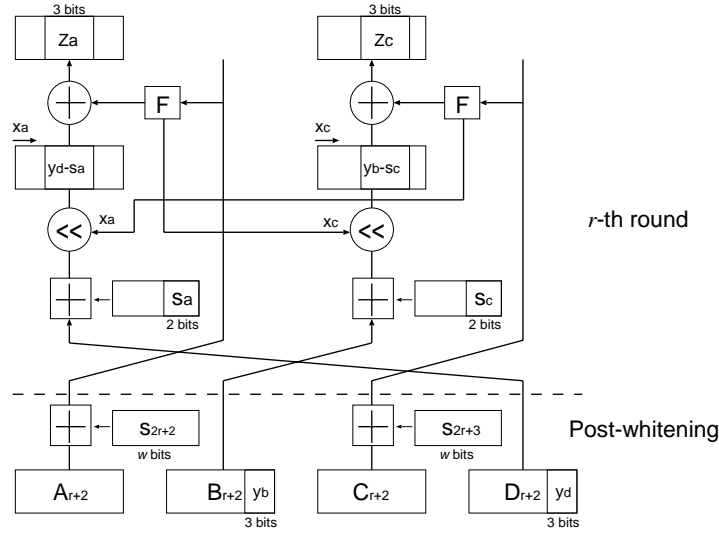 3 bits 3 bits
Za Zc
F F
xa xc
yd-sa yb-sc
xa xc
<< <<
r-th round
sa sc
2 bits 2 bits
s2r+2 s2r+3
Post-whitening
w bits w bits
Ar+2 Br+2 yb Cr+2 Dr+2 yd
3 bits 3 bits